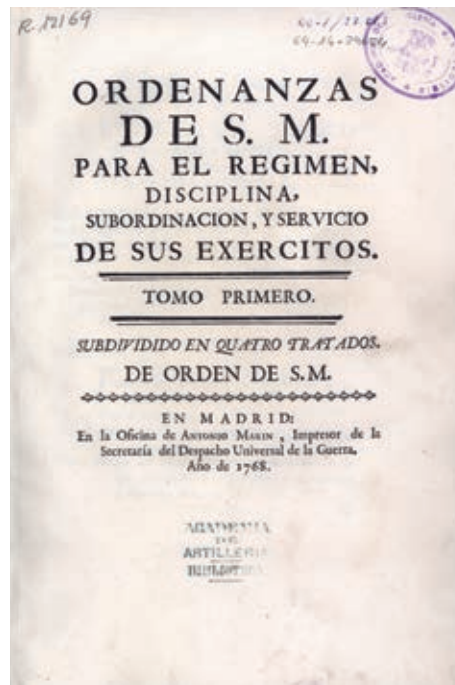 R-12169
ORDENANZAS
DE S. M.
PARA EL REGIMEN,
DISCIPLINA,
SUBORDINACION, Y SERVICIO
DE SUS EXERCITOS.
TOMO PRIMERO.
SUBDIVIDIDO EN QUATRO TRATADOS.
DE ORDEN DE S.M.
EN MADRID:
En la Oficina de ANTONIO MARIN, Impresor de la
Secretaría del Despacho Universal de la Guerra,
Año de 1768.
ACADEMIA
DE
ARTILLERIA
BIBLIOTECA